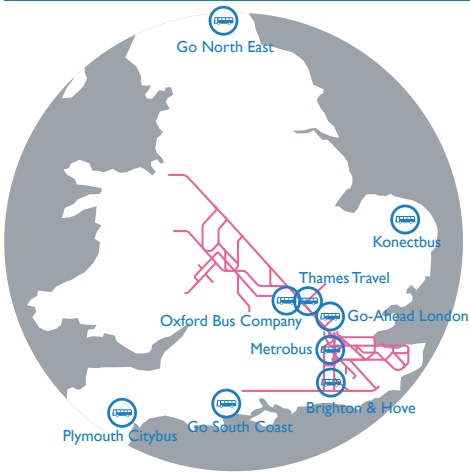 Go North East
Konectbus
Thames Travel
Oxford Bus Company
Go-Ahead London
Metrobus
Brighton & Hove
Go South Coast
Plymouth Citybus